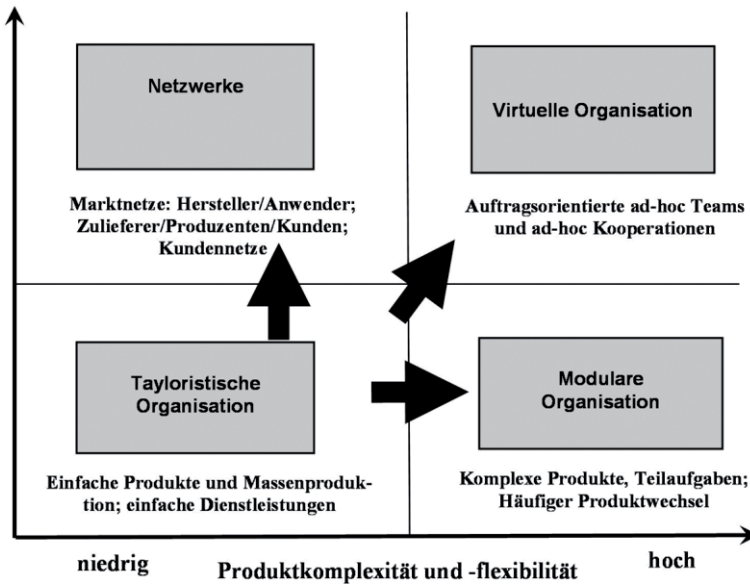 Netzwerke
Virtuelle Organisation
Marktnetze: Hersteller/Anwender;
Zulieferer/Produzenten/Kunden;
Kundennetze
Auftragsorientierte ad-hoc Teams
und ad-hoc Kooperationen
Tayloristische
Organisation
Modulare
Organisation
Einfache Produkte und Massenproduk-
tion; einfache Dienstleistungen
Komplexe Produkte, Teilaufgaben;
Häufiger Produktwechsel
niedrig
Produktkomplexität und -flexibilität
hoch